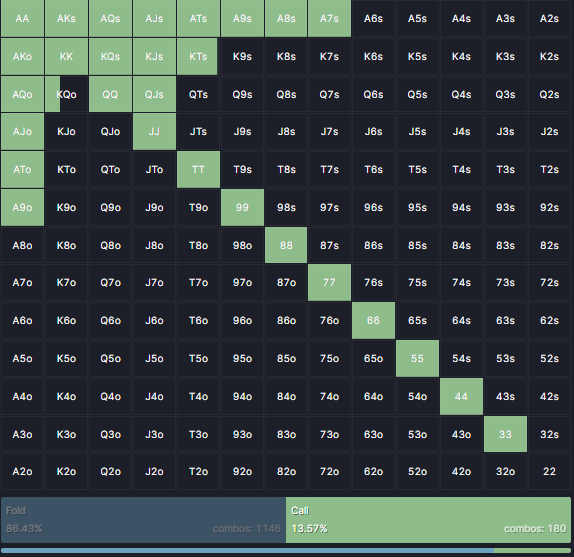 AA AKs AQs AJs ATs A9s A8s A7s A6s A5s A4s A3s A2s
AKo KK KQs KJs KTs K9s K8s K7s K6s K5s K4s K3s K2s
AQo KQo QQ QJs QTs Q9s Q8s Q7s Q6s Q5s Q4s Q3s Q2s
AJo KJo QJo JJ JTs J9s J8s J7s J6s J5s J4s J3s J2s
ATo KTo QTo JTo TT T9s T8s T7s T6s T5s T4s T3s T2s
A9o K9o Q9o J9o T9o 99 98s 97s 96s 95s 94s 93s 92s
A8o K8o Q8o J8o T8o 98o 88 87s 86s 85s 84s 83s 82s
A7o K7o Q7o J7o T7o 97o 87o 77 76s 75s 74s 73s 72s
A6o K6o Q6o J6o T6o 96o 86o 76o 66 65s 64s 63s 62s
A5o K5o Q5o J5o T5o 95o 85o 75o 65o 55 54s 53s 52s
A4o K4o Q4o J4o T4o 94o 84o 74o 64o 54o 44 43s 42s
A3o K3o Q3o J3o T3o 93o 83o 73o 63o 53o 43o 33 32s
A2o K2o Q2o J2o T2o 92o 82o 72o 62o 52o 42o 32o 22
Fold Call
86.43% combos: 1146 13.57% combos: 180